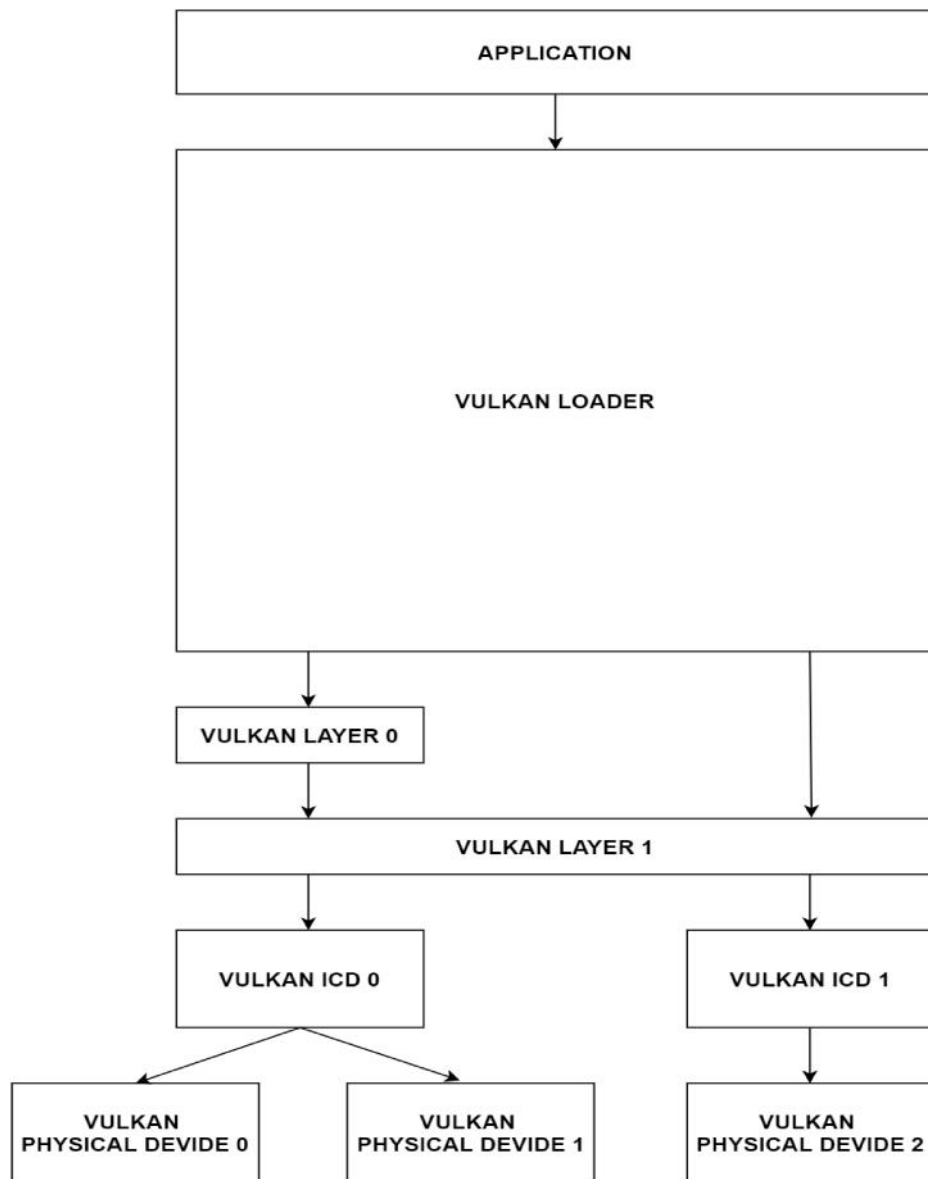 APPLICATION
VULKAN LOADER
VULKAN LAYER 0
VULKAN LAYER 1
VULKAN ICD 0
VULKAN ICD 1
VULKAN
PHYSICAL DEVIDE 0
VULKAN
PHYSICAL DEVIDE 1
VULKAN
PHYSICAL DEVIDE 2